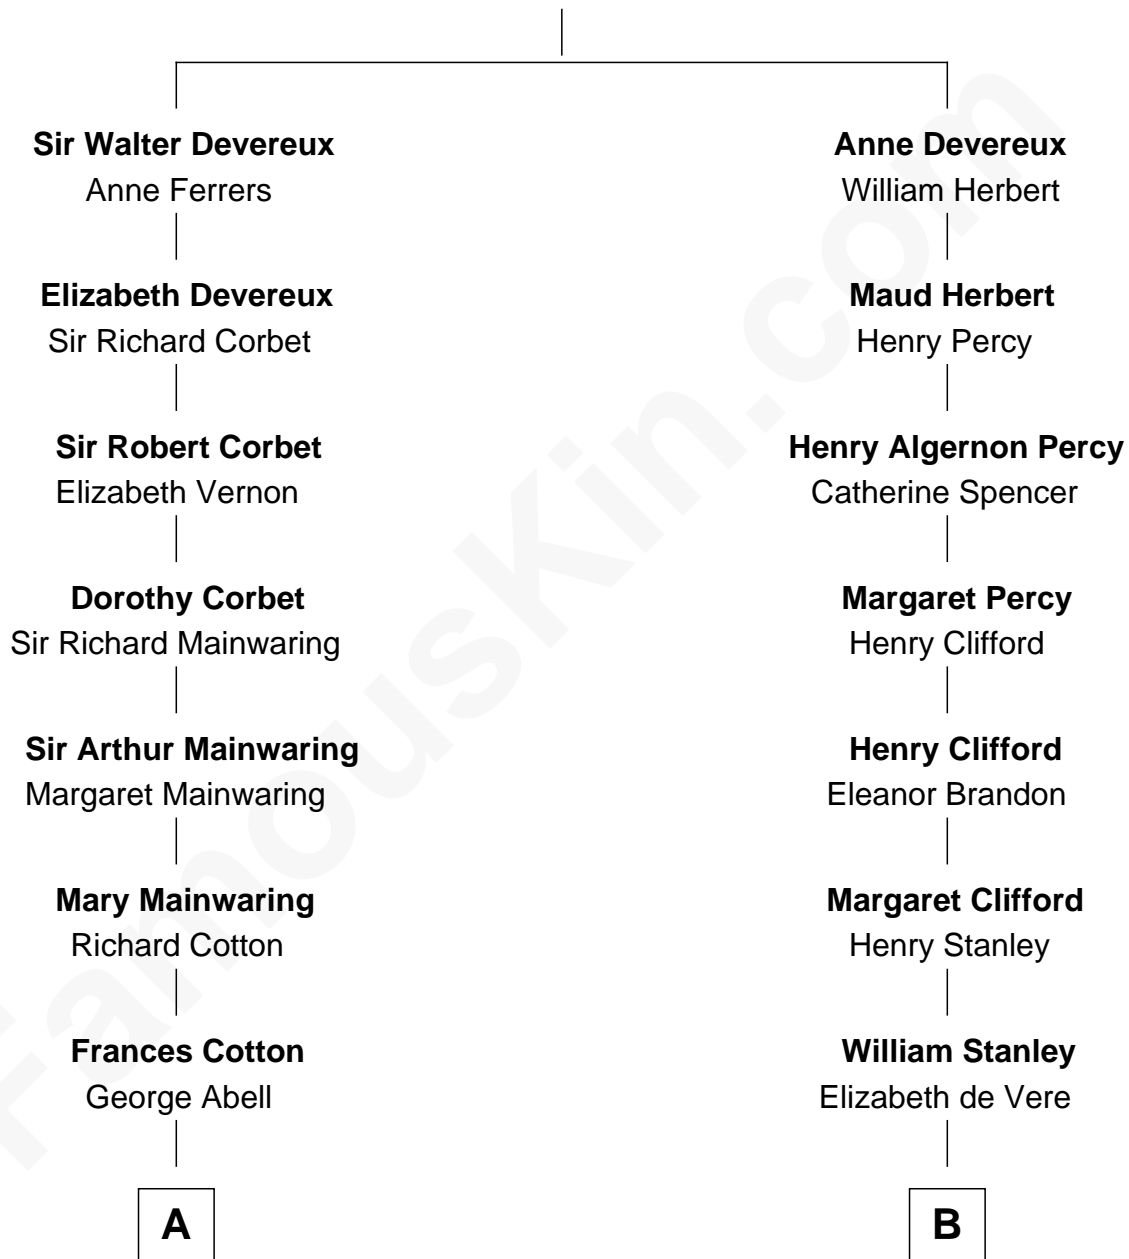 Sir Walter Devereux
Anne Ferrers
Elizabeth Devereux
Sir Richard Corbet
Sir Robert Corbet
Elizabeth Vernon
Dorothy Corbet
Sir Richard Mainwaring
Sir Arthur Mainwaring
Margaret Mainwaring
Mary Mainwaring
Richard Cotton
Frances Cotton
George Abell
A
Anne Devereux
William Herbert
Maud Herbert
Henry Percy
Henry Algernon Percy
Catherine Spencer
Margaret Percy
Henry Clifford
Henry Clifford
Eleanor Brandon
Margaret Clifford
Henry Stanley
William Stanley
Elizabeth de Vere
B
FamousKin.com